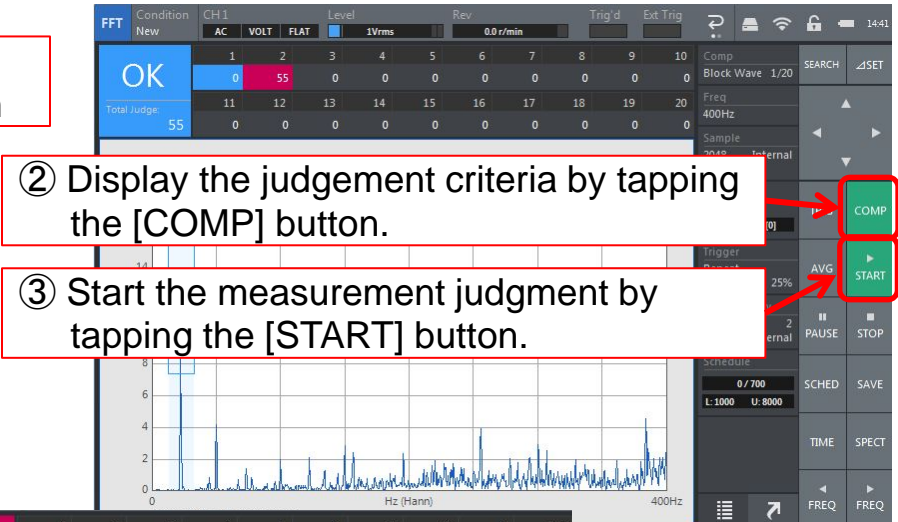 FFT
Condition
New
CH1
AC VOLT FLAT
Level
1Vrms
Rev
0.0 r/min
Trig'd
Ext Trig
14:41
OK
Total Judge:
55
1 2 3 4 5 6 7 8 9 10
0 55 0 0 0 0 0 0 0 0
11 12 13 14 15 16 17 18 19 20
0 0 0 0 0 0 0 0 0 0
Comp
Block Wave 1/20
Freq
400Hz
Sample
2048 Internal
SEARCH ⊿SET
② Display the judgement criteria by tapping
the [COMP] button.
[0]
COMP
Trigger
25%
AVG
START
③ Start the measurement judgment by
tapping the [START] button.
2
PAUSE STOP
Schedule
0 / 700
L: 1000 U: 8000
SCHED SAVE
TIME SPECT
FREQ FREQ
14
8
6
4
2
0
0 Hz (Hann) 400Hz